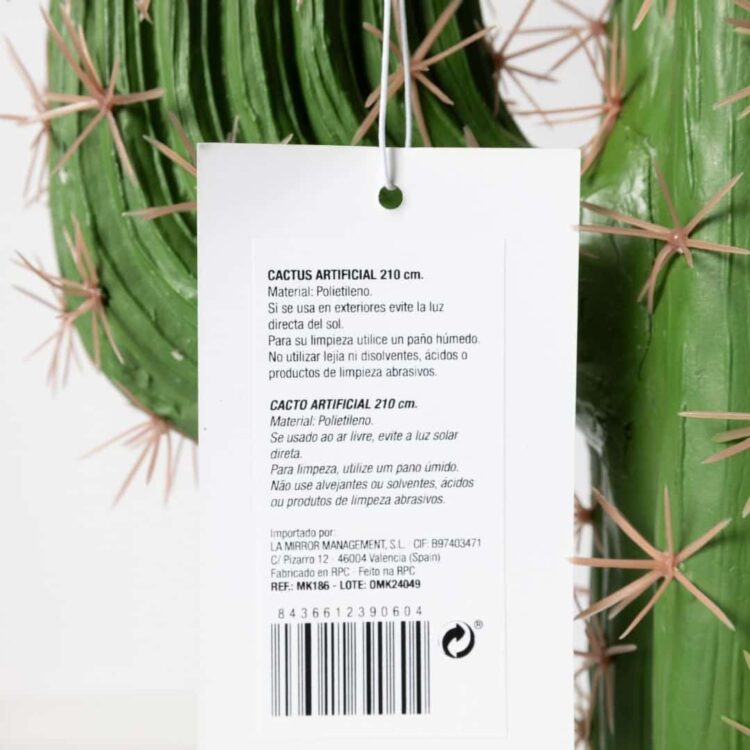 CACTUS ARTIFICIAL 210 cm.
Material: Polietileno.
Si se usa en exteriores evite la luz
directa del sol.
Para su limpieza utilice un paño húmedo.
No utilizar lejia ni disolventes, ácidos o
productos de limpieza abrasivos.
CACTO ARTIFICIAL 210 cm.
Material: Polietileno.
Se usado ao ar livre, evite a luz solar
direta.
Para limpeza, utilize um pano úmido.
Não use alvejantes ou solventes, ácidos
ou produtos de limpeza abrasivos.
Importado por:
LA MIRROR MANAGEMENT, S.L. · CIF: B97403471
C/ Pizarro 12 · 46004 Valencia (Spain)
Fabricado en RPC · Feito na RPC
REF.: MK186 - LOTE: OMK24049
8436612390604
®